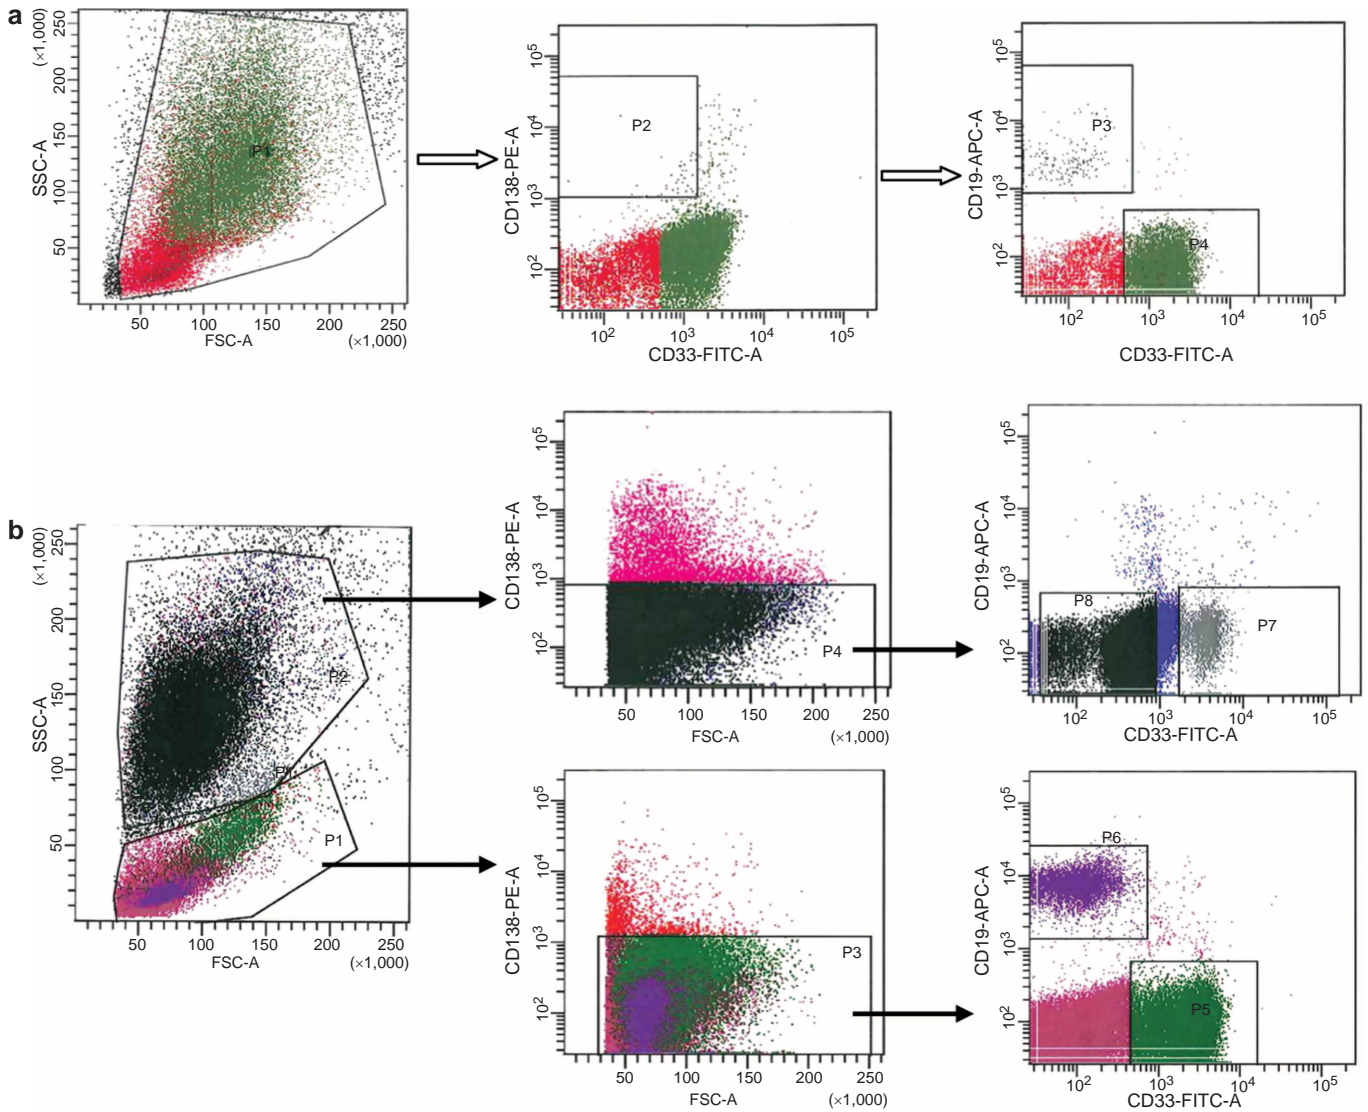 a
(×1,000)
250
200
150
100
50
SSC-A
P1
50 100 150 200 250
FSC-A (×1,000)
10^5
10^4
10^3
10^2
CD138-PE-A
P2
10^2 10^3 10^4 10^5
CD33-FITC-A
10^5
10^4
10^3
10^2
CD19-APC-A
P3
P4
10^2 10^3 10^4 10^5
CD33-FITC-A
b
(×1,000)
250
200
150
100
50
SSC-A
P2
P1
50 100 150 200 250
FSC-A (×1,000)
10^5
10^4
10^3
10^2
CD138-PE-A
P4
50 100 150 200 250
FSC-A (×1,000)
10^5
10^4
10^3
10^2
CD19-APC-A
P8
P7
10^2 10^3 10^4 10^5
CD33-FITC-A
10^5
10^4
10^3
10^2
CD138-PE-A
P3
50 100 150 200 250
FSC-A (×1,000)
10^5
10^4
10^3
10^2
CD19-APC-A
P6
P5
10^2 10^3 10^4 10^5
CD33-FITC-A